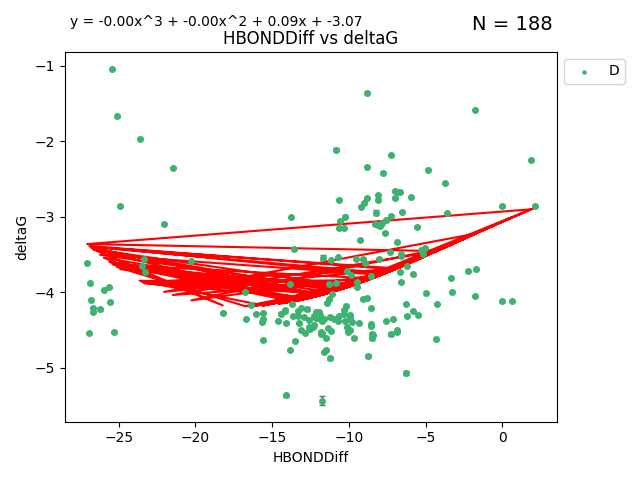 y = -0.00x^3 + -0.00x^2 + 0.09x + -3.07
N = 188
HBONDDiff vs deltaG
D
−1
−2
−3
−4
−5
deltaG
−25 −20 −15 −10 −5 0
HBONDDiff